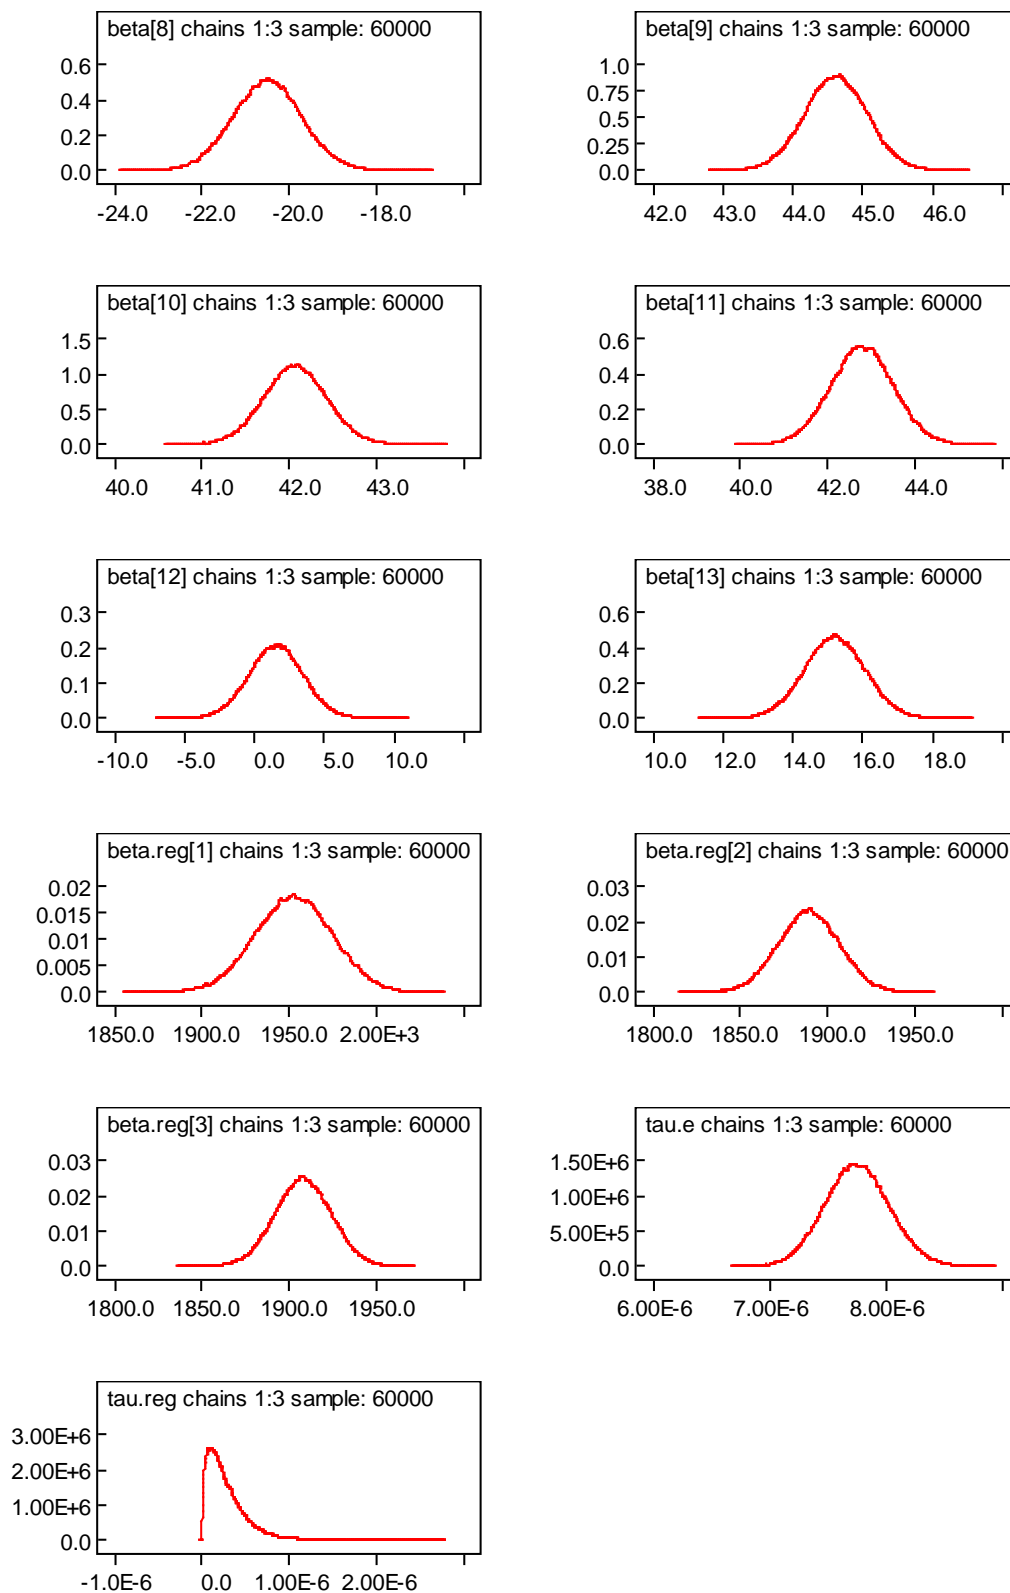 beta[8] chains 1:3 sample: 60000
0.6
0.4
0.2
0.0
-24.0 -22.0 -20.0 -18.0
beta[9] chains 1:3 sample: 60000
1.0
0.75
0.5
0.25
0.0
42.0 43.0 44.0 45.0 46.0
beta[10] chains 1:3 sample: 60000
1.5
1.0
0.5
0.0
40.0 41.0 42.0 43.0
beta[11] chains 1:3 sample: 60000
0.6
0.4
0.2
0.0
38.0 40.0 42.0 44.0
beta[12] chains 1:3 sample: 60000
0.3
0.2
0.1
0.0
-10.0 -5.0 0.0 5.0 10.0
beta[13] chains 1:3 sample: 60000
0.6
0.4
0.2
0.0
10.0 12.0 14.0 16.0 18.0
beta.reg[1] chains 1:3 sample: 60000
0.02
0.015
0.01
0.005
0.0
1850.0 1900.0 1950.0 2.00E+3
beta.reg[2] chains 1:3 sample: 60000
0.03
0.02
0.01
0.0
1800.0 1850.0 1900.0 1950.0
beta.reg[3] chains 1:3 sample: 60000
0.03
0.02
0.01
0.0
1800.0 1850.0 1900.0 1950.0
tau.e chains 1:3 sample: 60000
1.50E+6
1.00E+6
5.00E+5
0.0
6.00E-6 7.00E-6 8.00E-6
tau.reg chains 1:3 sample: 60000
3.00E+6
2.00E+6
1.00E+6
0.0
-1.0E-6 0.0 1.00E-6 2.00E-6